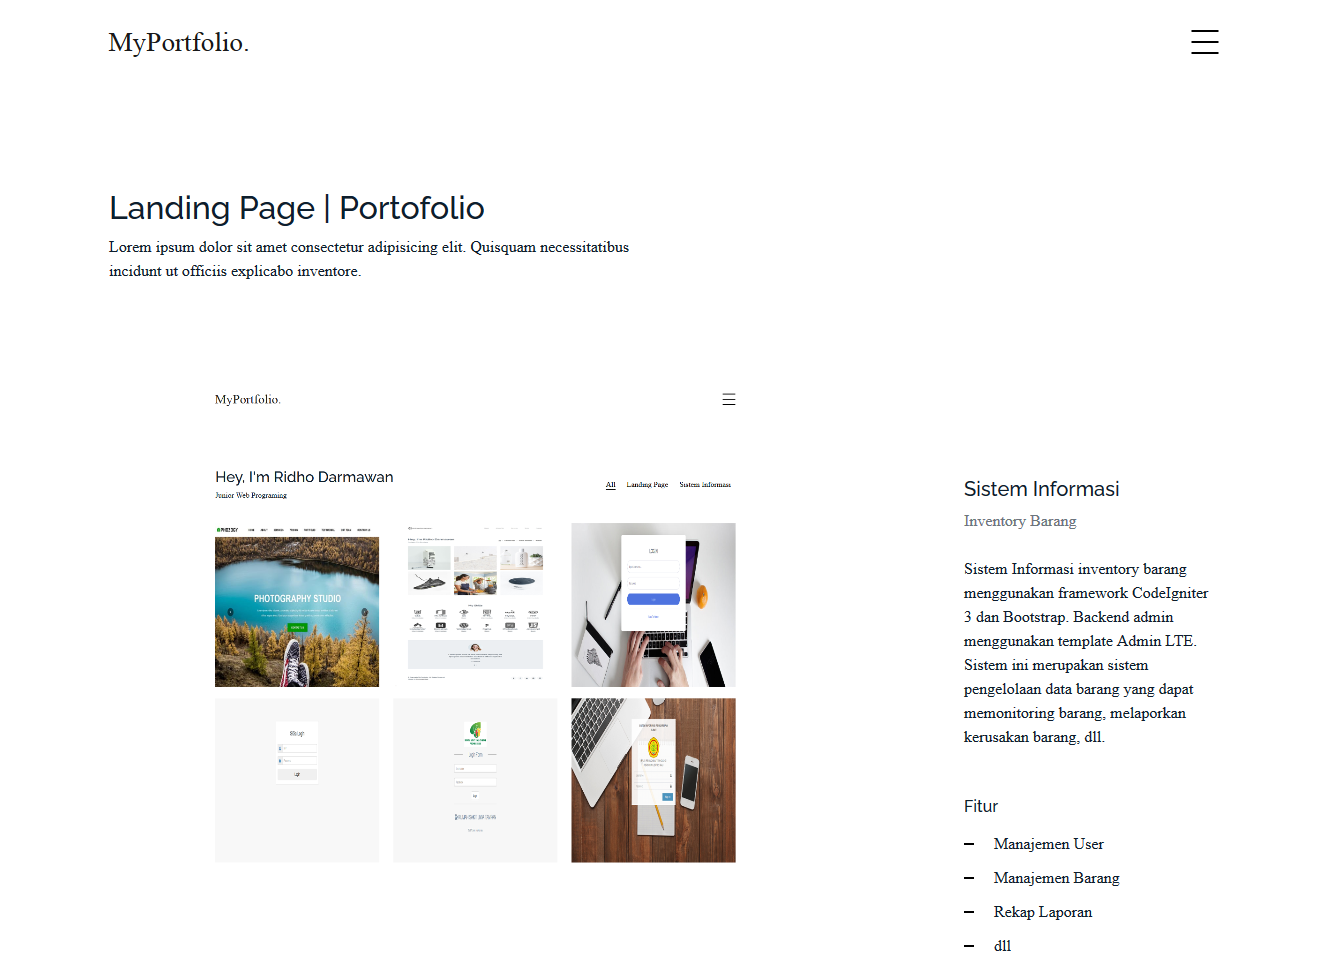 MyPortfolio.
Landing Page | Portofolio
Lorem ipsum dolor sit amet consectetur adipisicing elit. Quisquam necessitatibus
incidunt ut officiis explicabo inventore.
MyPortfolio.
Hey, I'm Ridho Darmawan
Junior Web Programing
All Landing Page Sistem Informasi
PHOTOGRAPHY STUDIO
Sistem Informasi
Inventory Barang
Sistem Informasi inventory barang
menggunakan framework CodeIgniter
3 dan Bootstrap. Backend admin
menggunakan template Admin LTE.
Sistem ini merupakan sistem
pengelolaan data barang yang dapat
memonitoring barang, melaporkan
kerusakan barang, dll.
Fitur
Manajemen User
Manajemen Barang
Rekap Laporan
dll